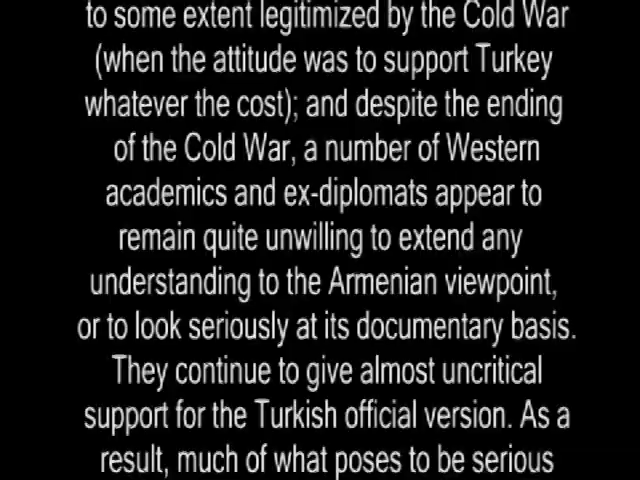 to some extent legitimized by the Cold War
(when the attitude was to support Turkey
whatever the cost); and despite the ending
of the Cold War, a number of Western
academics and ex-diplomats appear to
remain quite unwilling to extend any
understanding to the Armenian viewpoint,
or to look seriously at its documentary basis.
They continue to give almost uncritical
support for the Turkish official version. As a
result, much of what poses to be serious